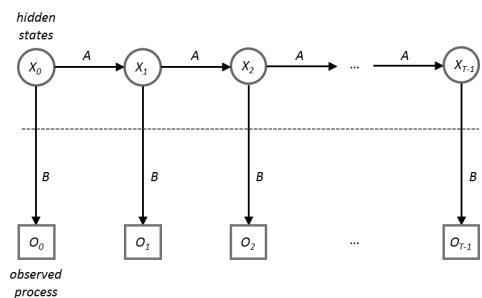 hidden
states
A A A A
X0 X1 X2 ... XT-1
B B B B
O0 O1 O2 ... OT-1
observed
process